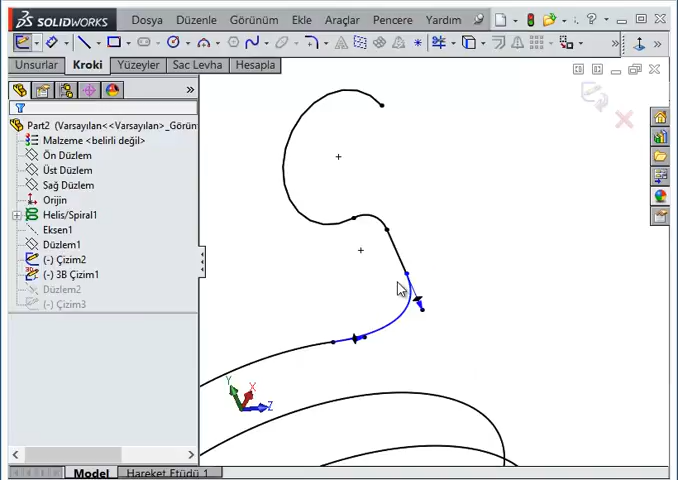 SOLIDWORKS Dosya Düzenle Görünüm Ekle Araçlar Pencere Yardım
Unsurlar Kroki Yüzeyler Sac Levha Hesapla
Part2 (Varsayılan<<Varsayılan>_Görün
Malzeme <belirli değil>
Ön Düzlem
Üst Düzlem
Sağ Düzlem
Orijin
Helis/Spiral1
Eksen1
Düzlem1
(-) Çizim2
(-) 3B Çizim1
Düzlem2
(-) Çizim3
Y
X
Z
Model Hareket Etüdü 1